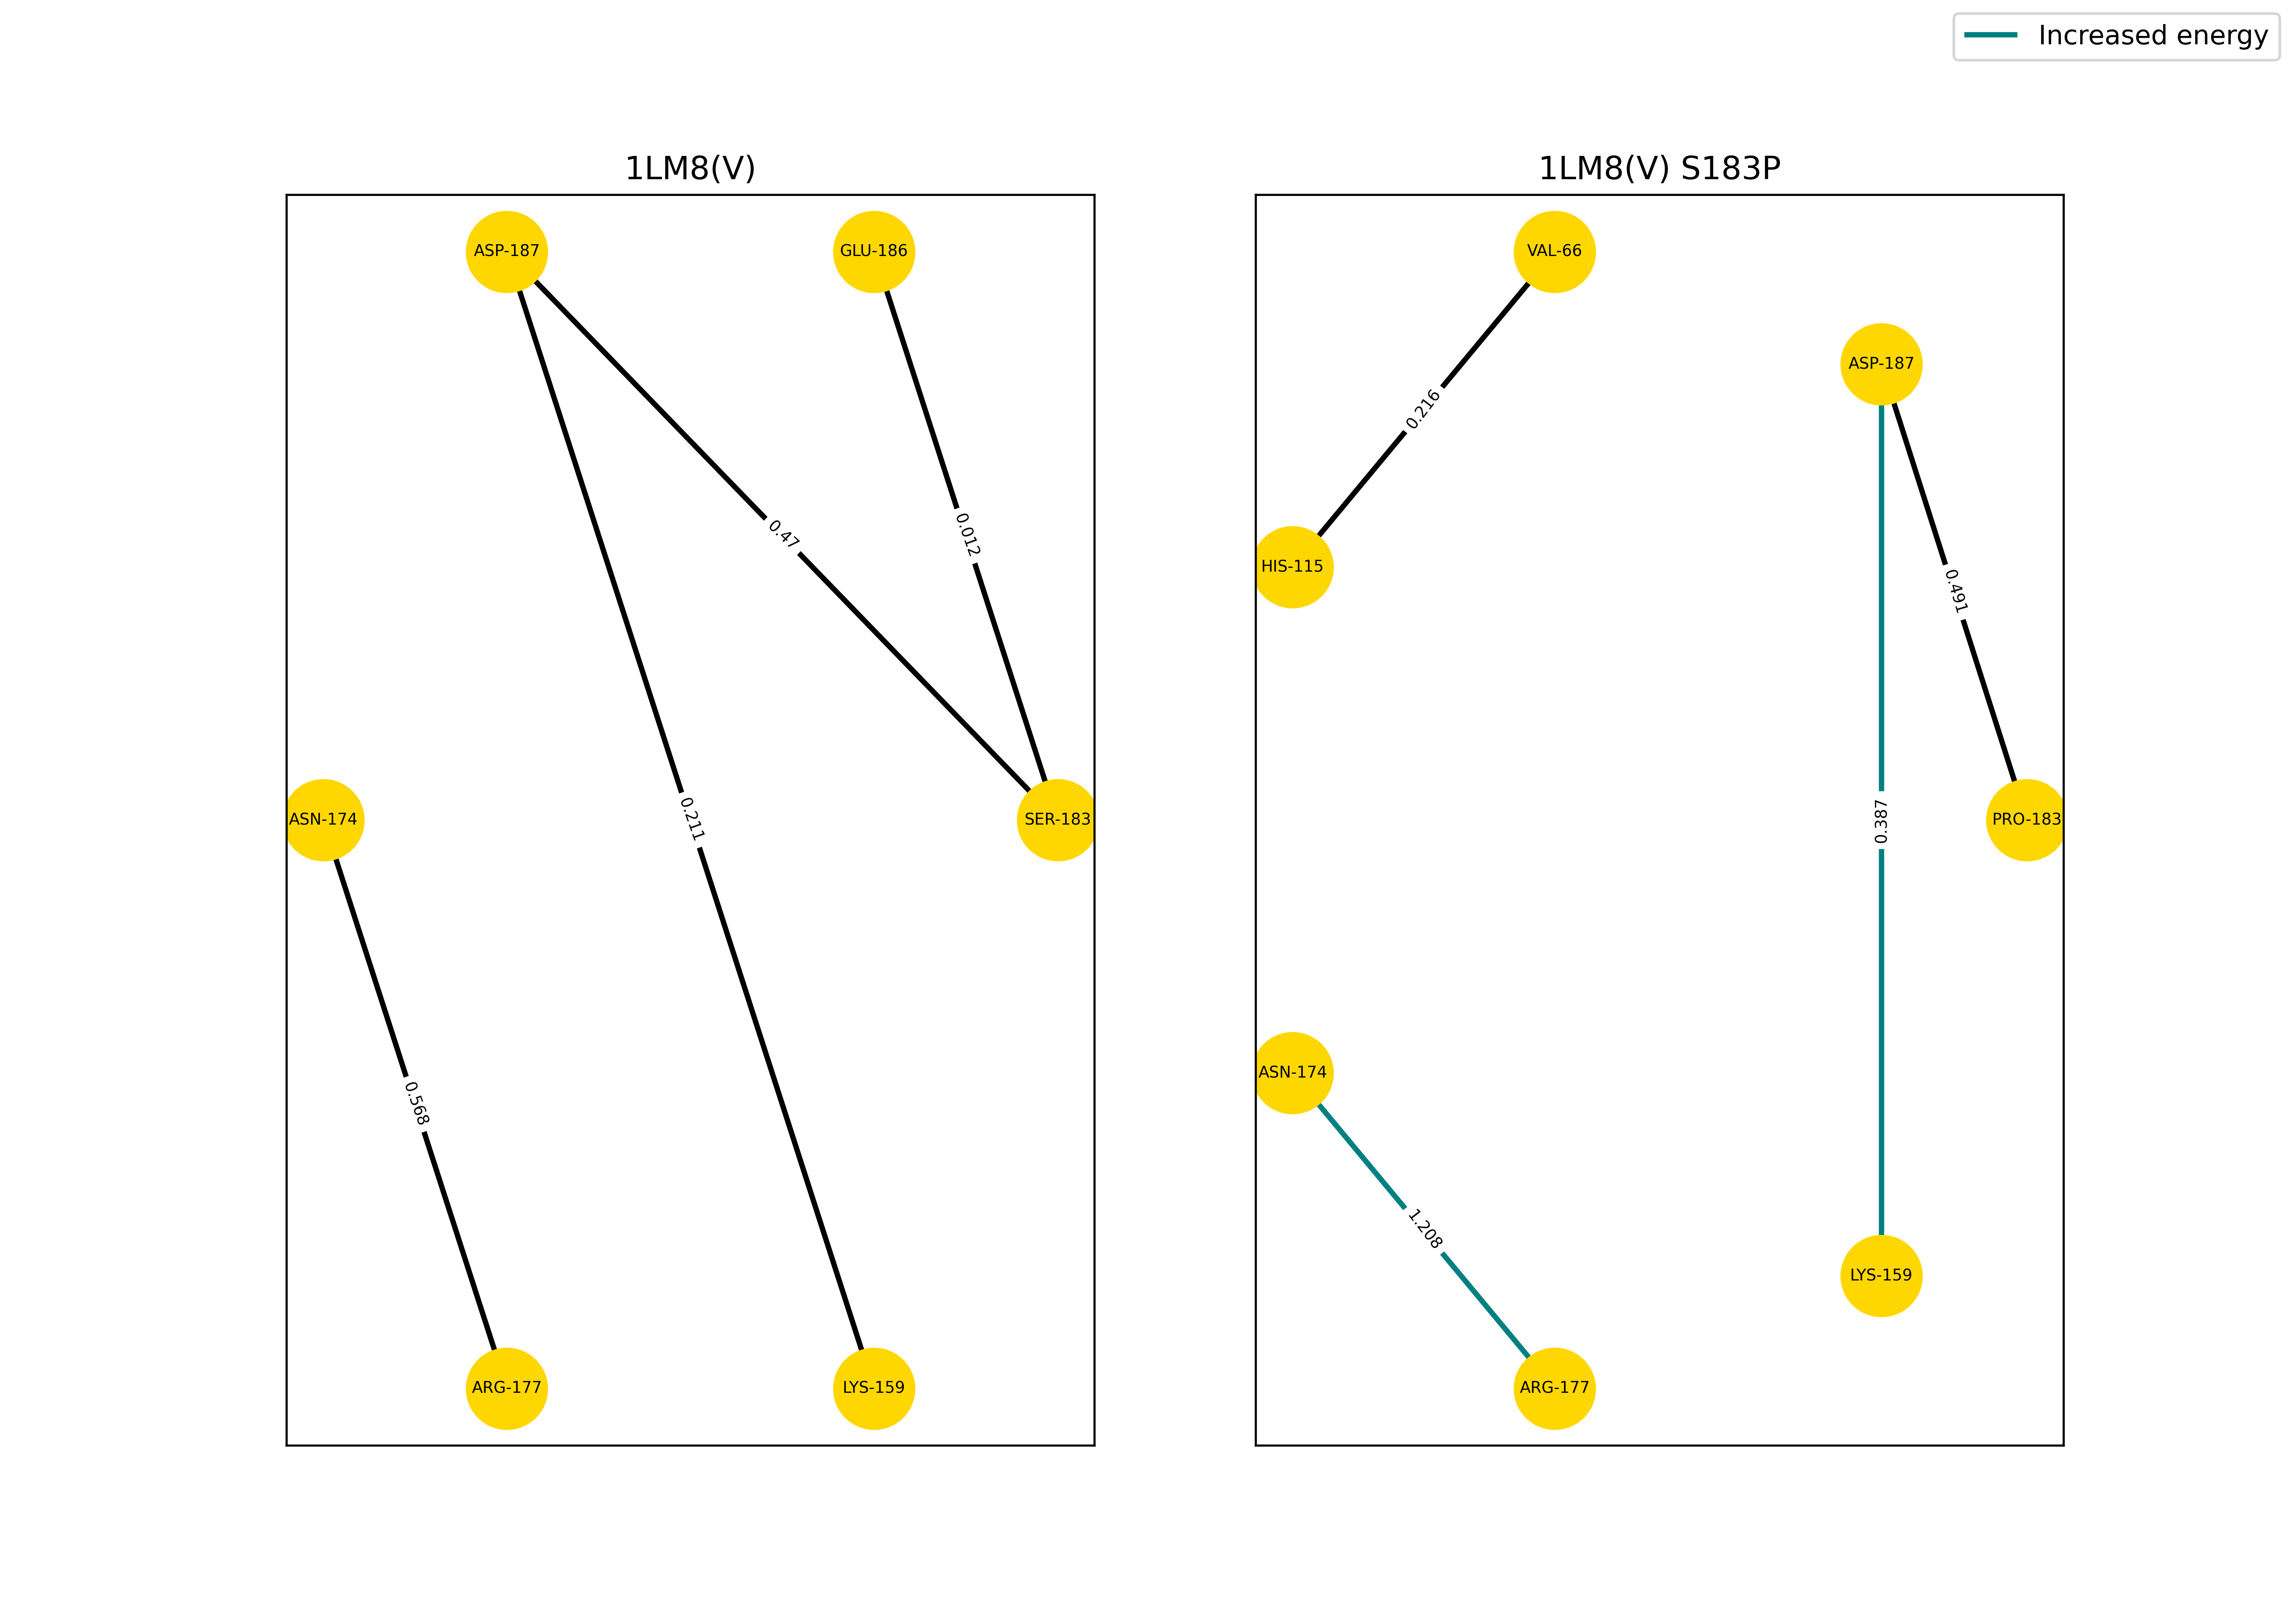 Increased energy
1LM8(V)
ASP-187
GLU-186
0.47
0.012
0.211
ASN-174
SER-183
0.568
ARG-177
LYS-159
1LM8(V) S183P
VAL-66
ASP-187
0.216
HIS-115
0.491
0.387
PRO-183
ASN-174
1.208
LYS-159
ARG-177